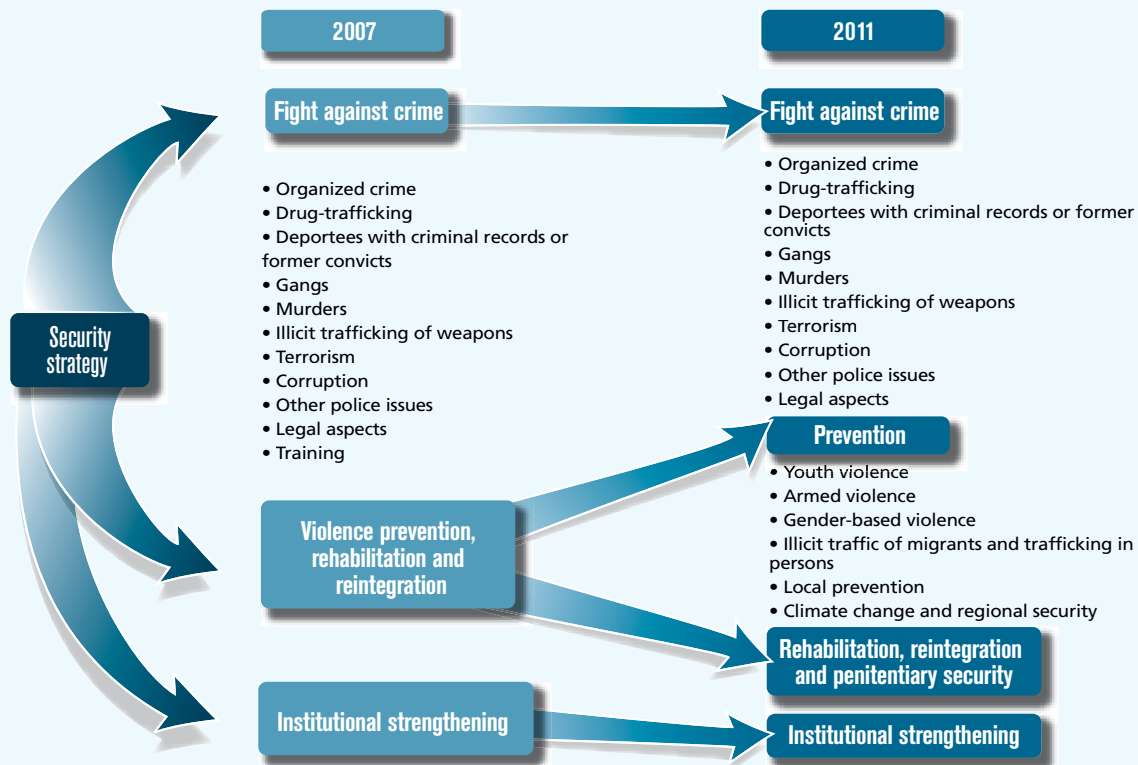 2007
2011
Security
strategy
Fight against crime
• Organized crime
• Drug-trafficking
• Deportees with criminal records or
former convicts
• Gangs
• Murders
• Illicit trafficking of weapons
• Terrorism
• Corruption
• Other police issues
• Legal aspects
• Training
Violence prevention,
rehabilitation and
reintegration
Institutional strengthening
Fight against crime
• Organized crime
• Drug-trafficking
• Deportees with criminal records or former
convicts
• Gangs
• Murders
• Illicit trafficking of weapons
• Terrorism
• Corruption
• Other police issues
• Legal aspects
Prevention
• Youth violence
• Armed violence
• Gender-based violence
• Illicit traffic of migrants and trafficking in
persons
• Local prevention
• Climate change and regional security
Rehabilitation, reintegration
and penitentiary security
Institutional strengthening